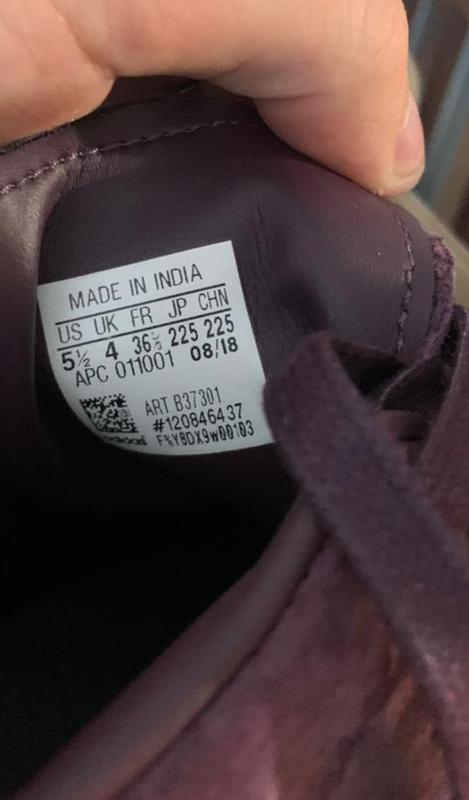 MADE IN INDIA
US UK FR JP CHN
5½ 4 36⅔ 225 225
APC 011001 08/18
ART B37301
#120846437
adidas F%Y8DX9w00103